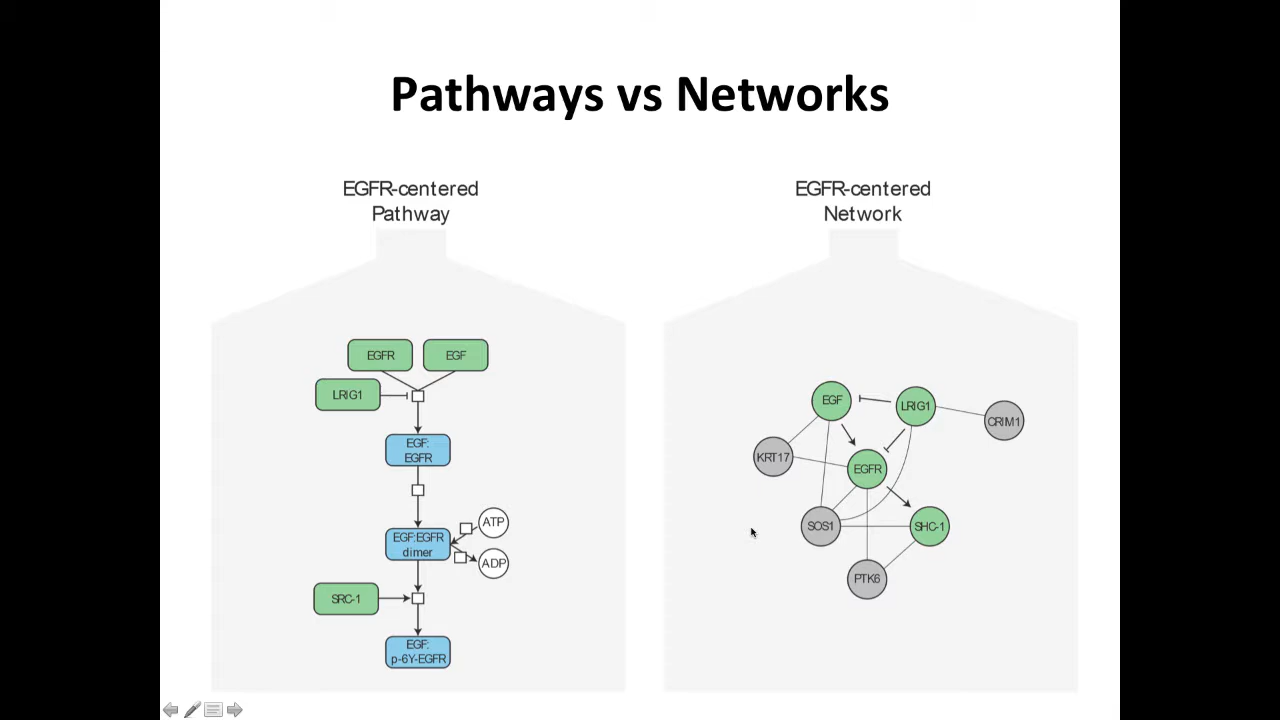 Pathways vs Networks
EGFR-centered
Pathway
EGFR
EGF
LRIG1
EGF:
EGFR
EGF:EGFR
dimer
ATP
ADP
SRC-1
EGF:
p-6Y-EGFR
EGFR-centered
Network
EGF
LRIG1
CRIM1
KRT17
EGFR
SOS1
SHC-1
PTK6